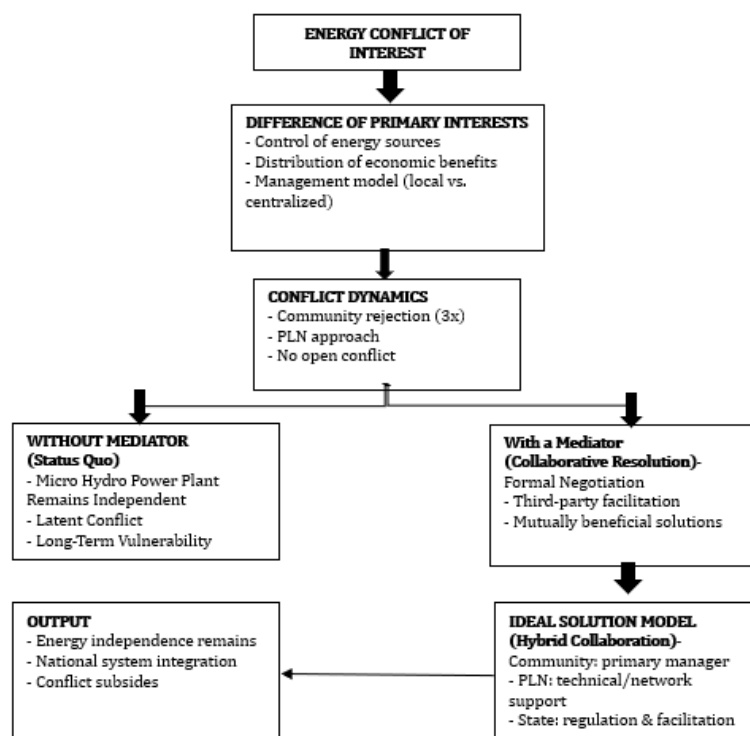 ENERGY CONFLICT OF
INTEREST
DIFFERENCE OF PRIMARY INTERESTS
- Control of energy sources
- Distribution of economic benefits
- Management model (local vs.
centralized)
CONFLICT DYNAMICS
- Community rejection (3x)
- PLN approach
- No open conflict
WITHOUT MEDIATOR
(Status Quo)
- Micro Hydro Power Plant
Remains Independent
- Latent Conflict
- Long-Term Vulnerability
With a Mediator
(Collaborative Resolution)-
Formal Negotiation
- Third-party facilitation
- Mutually beneficial solutions
OUTPUT
- Energy independence remains
- National system integration
- Conflict subsides
IDEAL SOLUTION MODEL
(Hybrid Collaboration)-
Community: primary manager
- PLN: technical/network
support
- State: regulation & facilitation